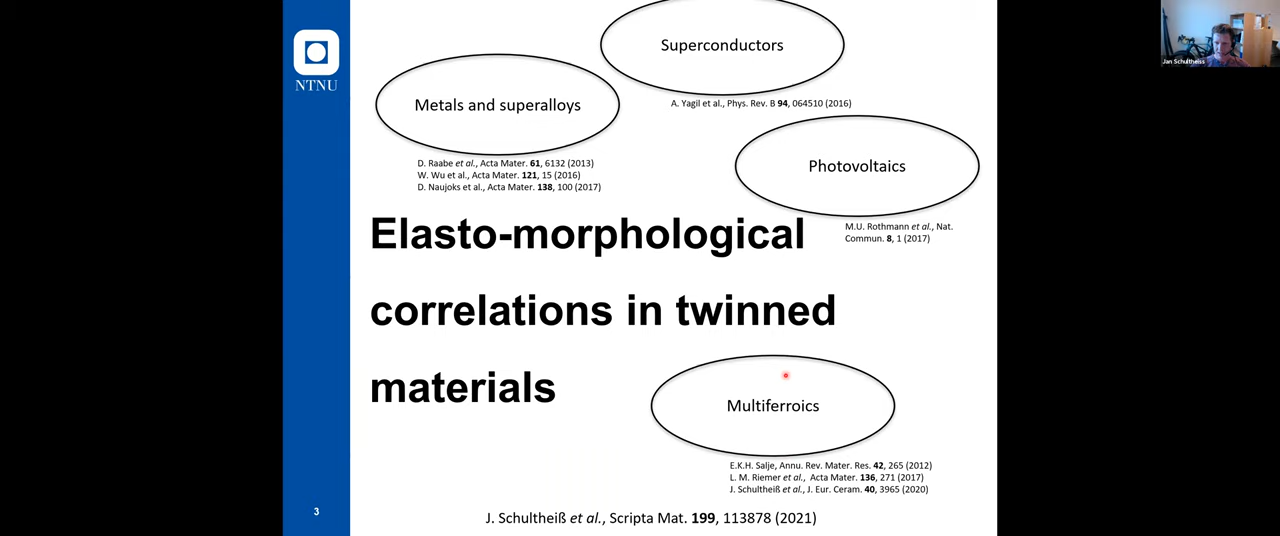 NTNU
Superconductors
A. Yagil et al., Phys. Rev. B 94, 064510 (2016)
Metals and superalloys
D. Raabe et al., Acta Mater. 61, 6132 (2013)
W. Wu et al., Acta Mater. 121, 15 (2016)
D. Naujoks et al., Acta Mater. 138, 100 (2017)
Photovoltaics
M.U. Rothmann et al., Nat.
Commun. 8, 1 (2017)
Elasto-morphological
correlations in twinned
materials
Multiferroics
E.K.H. Salje, Annu. Rev. Mater. Res. 42, 265 (2012)
L. M. Riemer et al., Acta Mater. 136, 271 (2017)
J. Schultheiß et al., J. Eur. Ceram. 40, 3965 (2020)
J. Schultheiß et al., Scripta Mat. 199, 113878 (2021)
3
Jan Schultheiss